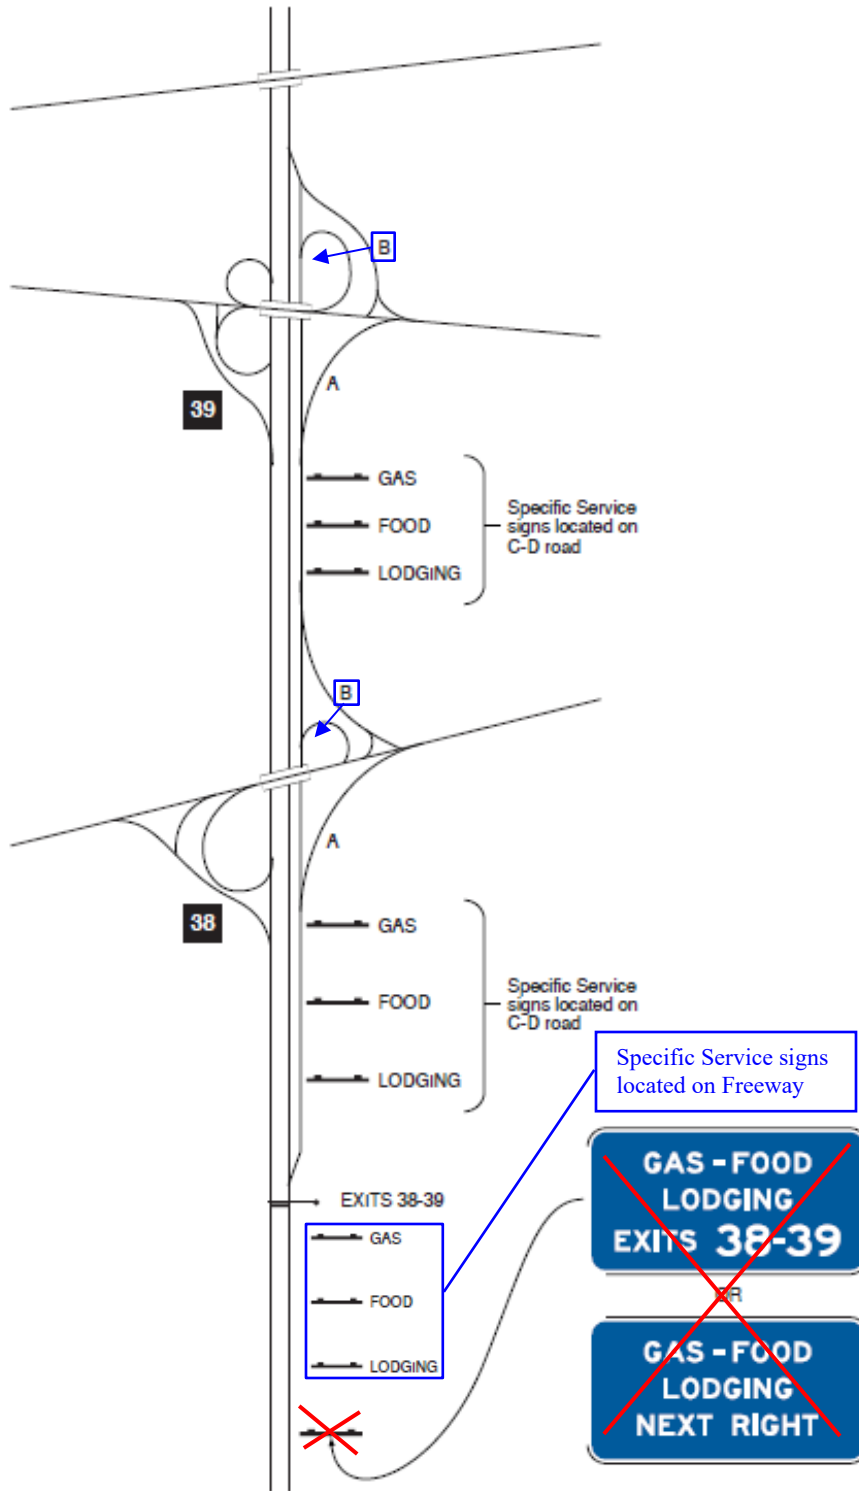 B
39
A
GAS
FOOD
LODGING
Specific Service
signs located on
C-D road
B
A
38
GAS
FOOD
LODGING
Specific Service
signs located on
C-D road
Specific Service signs
located on Freeway
EXITS 38-39
GAS
FOOD
LODGING
GAS - FOOD
LODGING
EXITS 38-39
OR
GAS - FOOD
LODGING
NEXT RIGHT